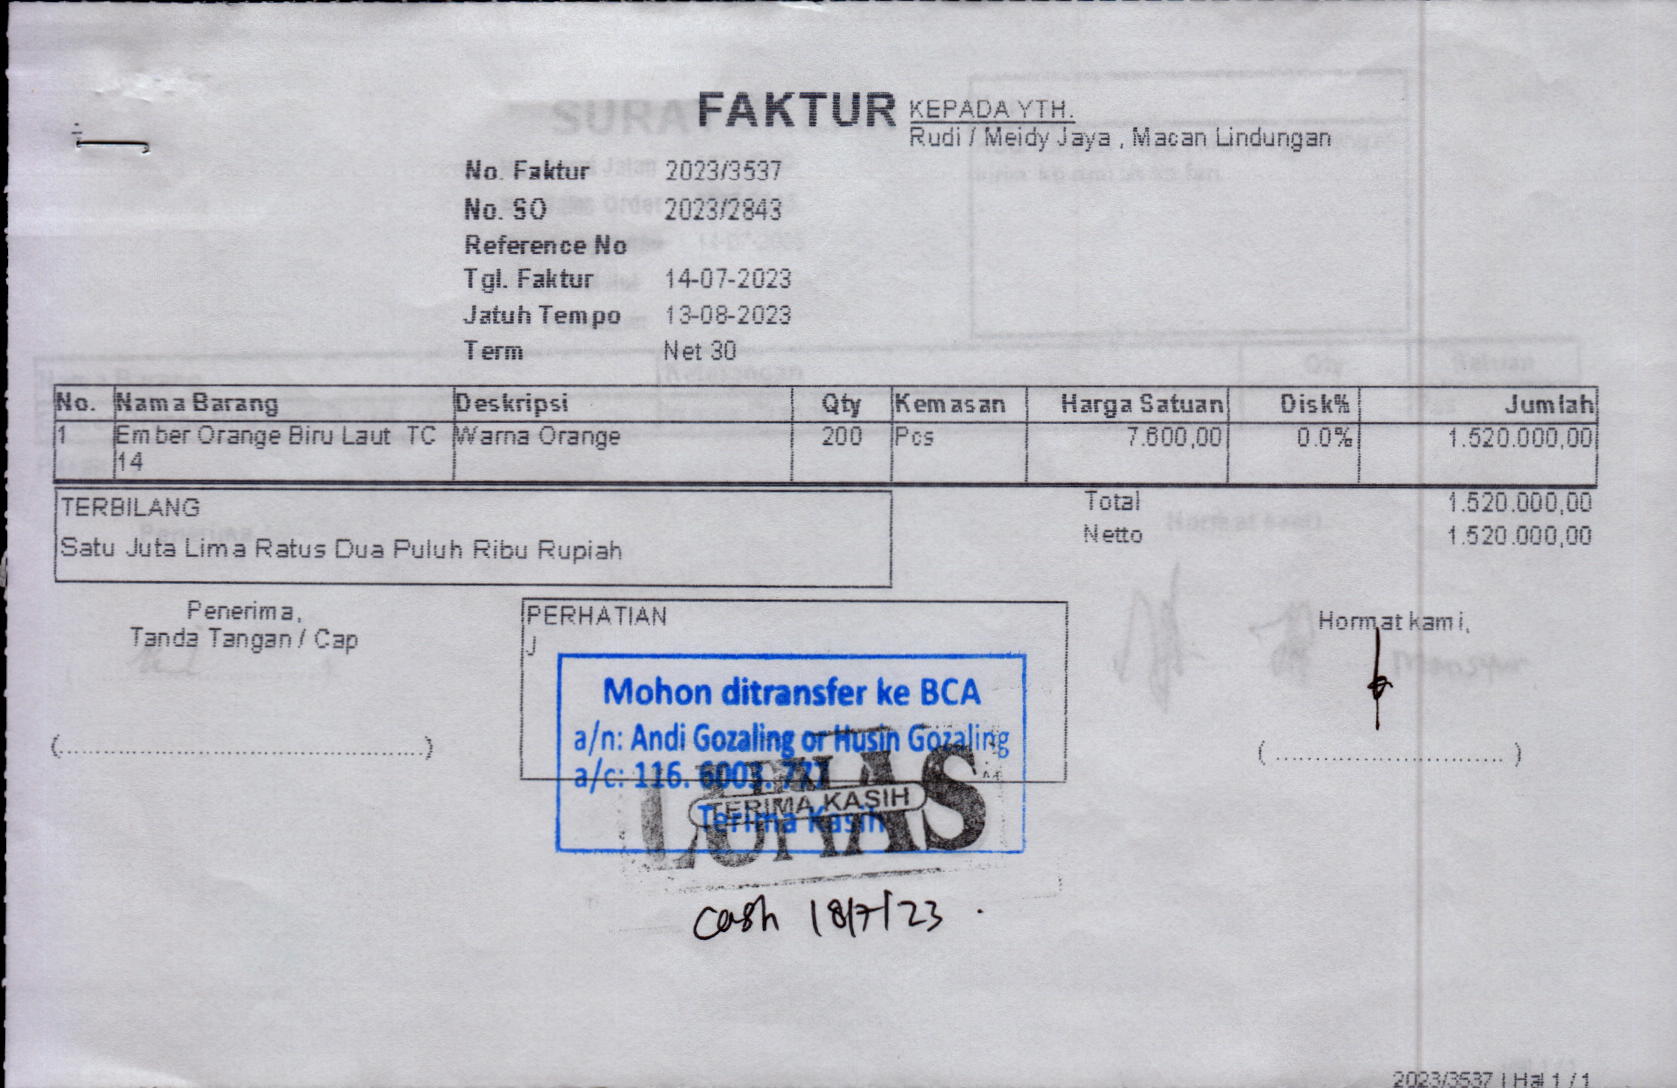 FAKTUR
KEPADA YTH.
Rudi / Meidy Jaya , Macan Lindungan
No. Faktur 2023/3537
No. SO 2023/2843
Reference No
Tgl. Faktur 14-07-2023
Jatuh Tempo 13-08-2023
Term Net 30
No. Nama Barang Deskripsi Qty Kemasan Harga Satuan Disk% Jumlah
1 Ember Orange Biru Laut TC Warna Orange 200 Pcs 7.600,00 0.0% 1.520.000,00
14
TERBILANG
Satu Juta Lima Ratus Dua Puluh Ribu Rupiah
Total 1.520.000,00
Netto 1.520.000,00
Penerima,
Tanda Tangan / Cap
(..............................................................)
PERHATIAN
J
Mohon ditransfer ke BCA
a/n: Andi Gozaling or Husin Gozaling
a/c: 116. 6003. 777
Terima Kasih
LUNAS
TERIMA KASIH
cash 18/7/23 .
Hormat kami,
( ....................................... )
2023/3537 | Hal 1 / 1